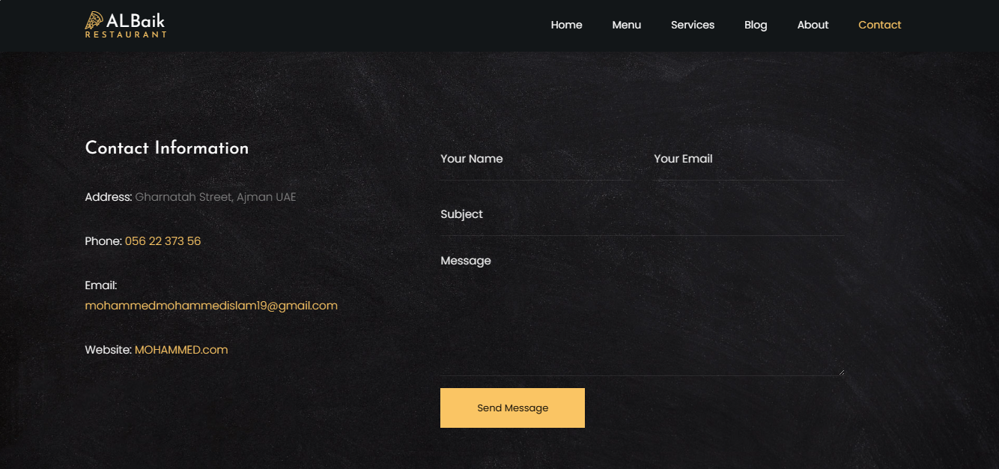 ALBaik
RESTAURANT
Home Menu Services Blog About Contact
Contact Information
Address: Gharnatah Street, Ajman UAE
Phone: 056 22 373 56
Email:
mohammedmohammedislam19@gmail.com
Website: MOHAMMED.com
Your Name Your Email
Subject
Message
Send Message